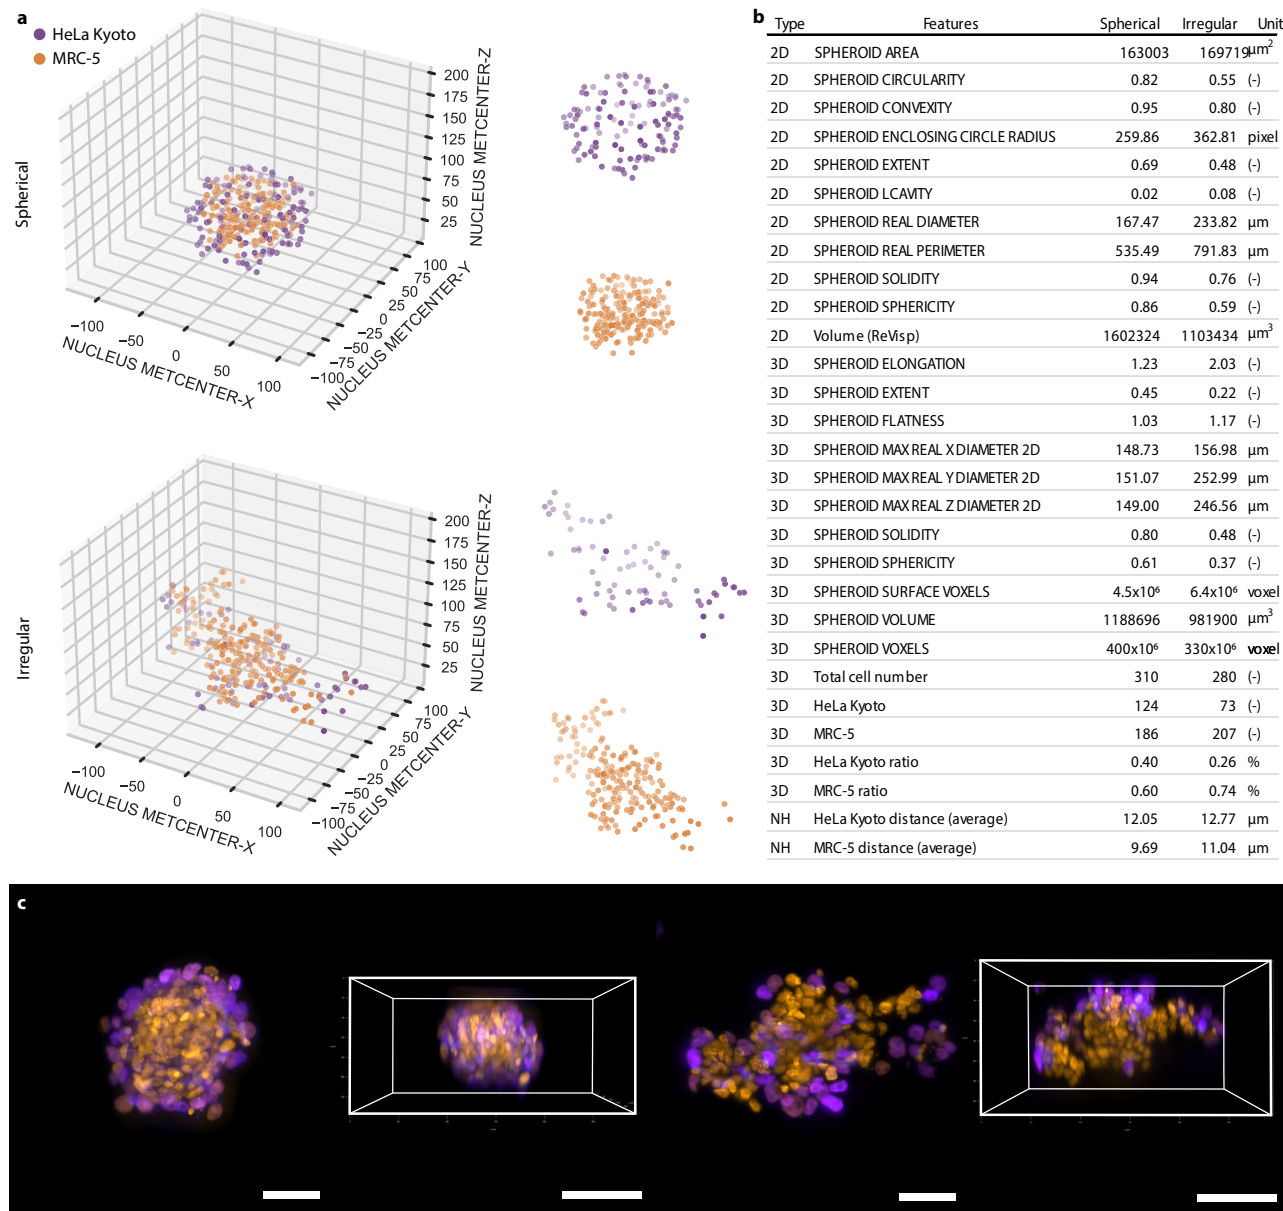 a
HeLa Kyoto
MRC-5
Spherical
200
175
150
125
100
75
50
25
NUCLEUS METCENTER-Z
100
75
50
25
0
−25
−50
−75
−100
NUCLEUS METCENTER-Y
−100
−50
0
50
100
NUCLEUS METCENTER-X
Irregular
200
175
150
125
100
75
50
25
NUCLEUS METCENTER-Z
100
75
50
25
0
−25
−50
−75
−100
NUCLEUS METCENTER-Y
−100
−50
0
50
100
NUCLEUS METCENTER-X
b Type Features Spherical Irregular Unit
2D SPHEROID AREA 163003 169719 µm²
2D SPHEROID CIRCULARITY 0.82 0.55 (-)
2D SPHEROID CONVEXITY 0.95 0.80 (-)
2D SPHEROID ENCLOSING CIRCLE RADIUS 259.86 362.81 pixel
2D SPHEROID EXTENT 0.69 0.48 (-)
2D SPHEROID LCAVITY 0.02 0.08 (-)
2D SPHEROID REAL DIAMETER 167.47 233.82 µm
2D SPHEROID REAL PERIMETER 535.49 791.83 µm
2D SPHEROID SOLIDITY 0.94 0.76 (-)
2D SPHEROID SPHERICITY 0.86 0.59 (-)
2D Volume (ReVisp) 1602324 1103434 µm³
3D SPHEROID ELONGATION 1.23 2.03 (-)
3D SPHEROID EXTENT 0.45 0.22 (-)
3D SPHEROID FLATNESS 1.03 1.17 (-)
3D SPHEROID MAX REAL X DIAMETER 2D 148.73 156.98 µm
3D SPHEROID MAX REAL Y DIAMETER 2D 151.07 252.99 µm
3D SPHEROID MAX REAL Z DIAMETER 2D 149.00 246.56 µm
3D SPHEROID SOLIDITY 0.80 0.48 (-)
3D SPHEROID SPHERICITY 0.61 0.37 (-)
3D SPHEROID SURFACE VOXELS 4.5x10⁶ 6.4x10⁶ voxel
3D SPHEROID VOLUME 1188696 981900 µm³
3D SPHEROID VOXELS 400x10⁶ 330x10⁶ voxel
3D Total cell number 310 280 (-)
3D HeLa Kyoto 124 73 (-)
3D MRC-5 186 207 (-)
3D HeLa Kyoto ratio 0.40 0.26 %
3D MRC-5 ratio 0.60 0.74 %
NH HeLa Kyoto distance (average) 12.05 12.77 µm
NH MRC-5 distance (average) 9.69 11.04 µm
c